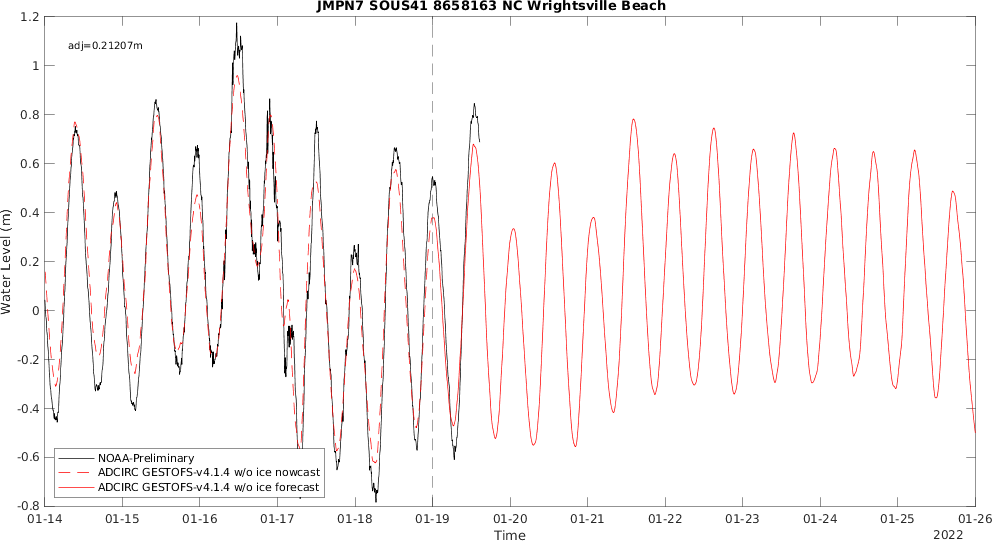 JMPN7 SOUS41 8658163 NC Wrightsville Beach
adj=0.21207m
Water Level (m)
1.2
1
0.8
0.6
0.4
0.2
0
-0.2
-0.4
-0.6
-0.8
NOAA-Preliminary
ADCIRC GESTOFS-v4.1.4 w/o ice nowcast
ADCIRC GESTOFS-v4.1.4 w/o ice forecast
01-14 01-15 01-16 01-17 01-18 01-19 01-20 01-21 01-22 01-23 01-24 01-25 01-26
Time
2022